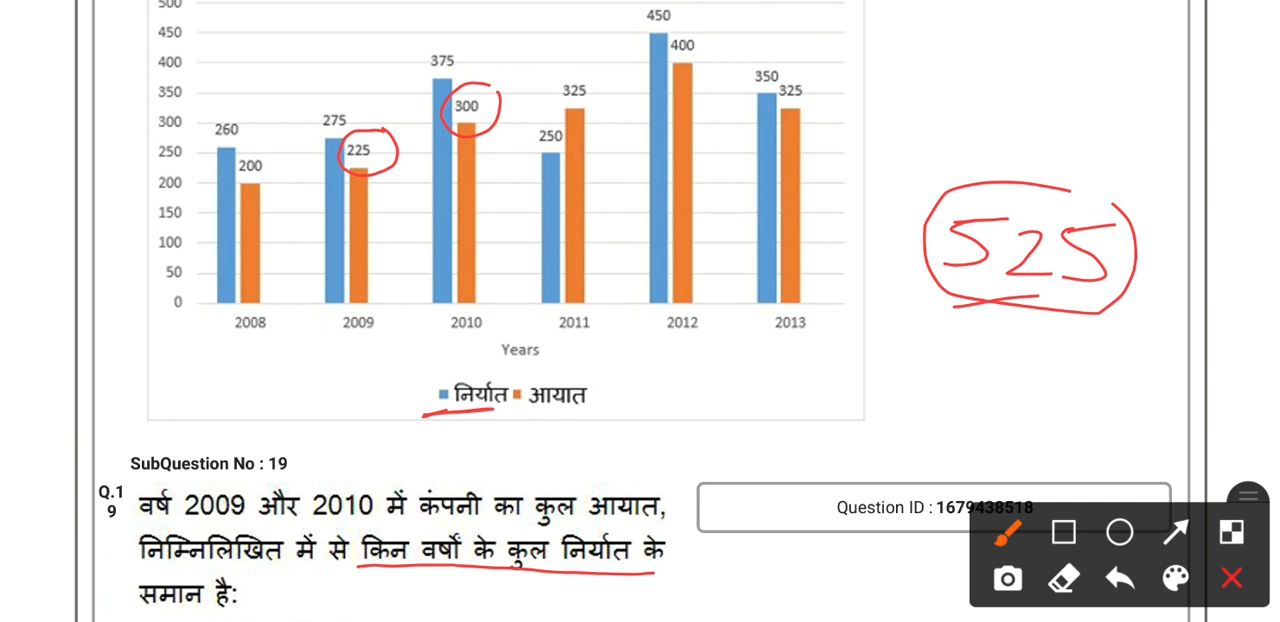 500
450
450
400
400
375
350
350
325
325
300
300
275
260
250
250
225
200
200
150
100
50
0
2008 2009 2010 2011 2012 2013
Years
निर्यात आयात
525
SubQuestion No : 19
Q.19
वर्ष 2009 और 2010 में कंपनी का कुल आयात,
निम्निलिखित में से किन वर्षों के कुल निर्यात के
समान है:
Question ID : 1679438518